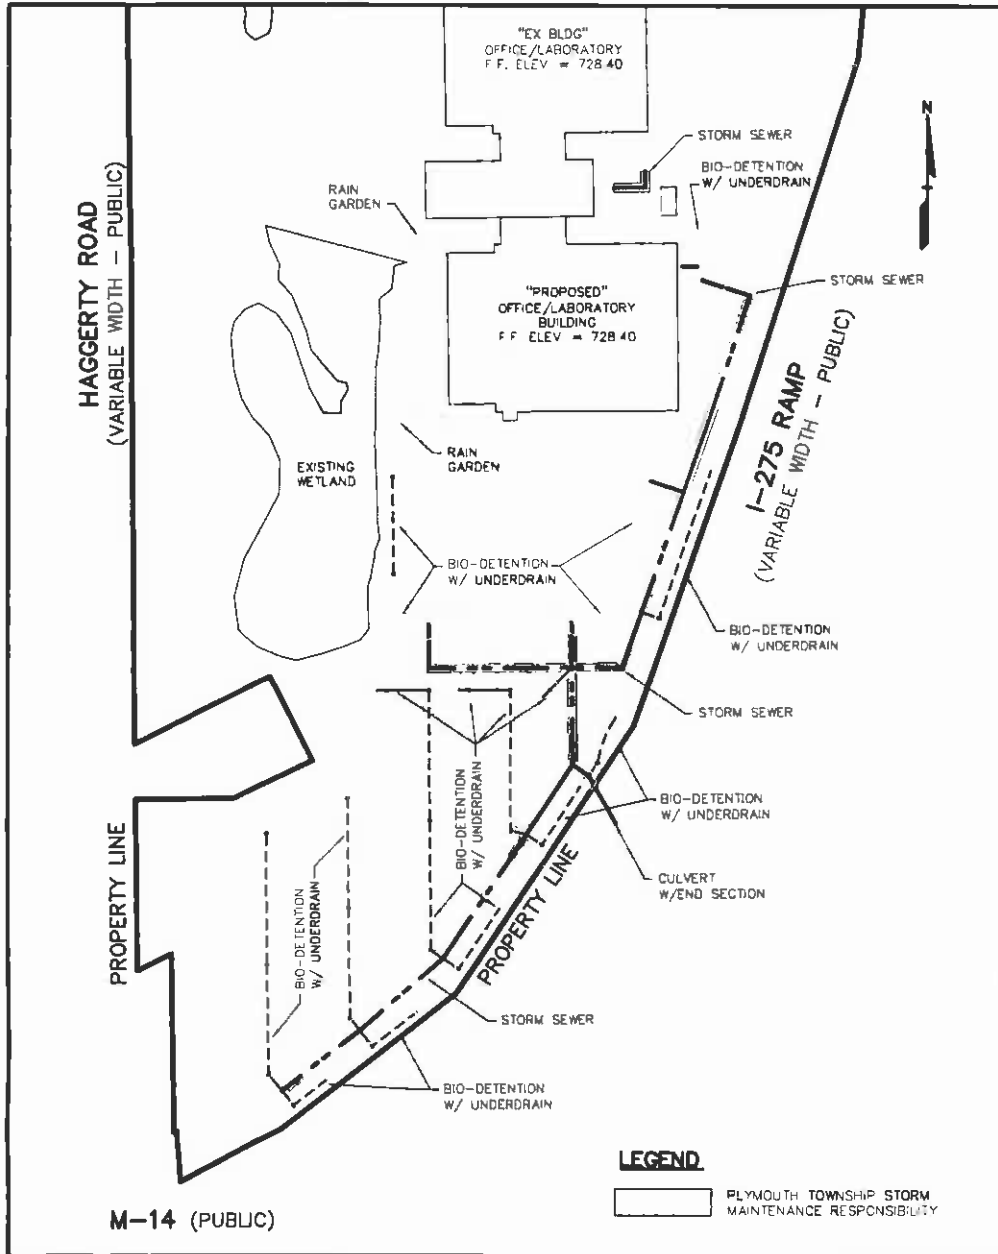 "EX BLDG"
OFFICE/LABORATORY
F.F. ELEV = 728.40
N
STORM SEWER
BIO-DETENTION
W/ UNDERDRAIN
RAIN
GARDEN
HAGGERTY ROAD
(VARIABLE WIDTH - PUBLIC)
STORM SEWER
"PROPOSED"
OFFICE/LABORATORY
BUILDING
F.F. ELEV = 728.40
I-275 RAMP
(VARIABLE WIDTH - PUBLIC)
RAIN
GARDEN
EXISTING
WETLAND
BIO-DETENTION
W/ UNDERDRAIN
BIO-DETENTION
W/ UNDERDRAIN
STORM SEWER
BIO-DETENTION
W/ UNDERDRAIN
BIO-DETENTION
W/ UNDERDRAIN
PROPERTY LINE
CULVERT
W/END SECTION
PROPERTY LINE
BIO-DETENTION
W/ UNDERDRAIN
STORM SEWER
BIO-DETENTION
W/ UNDERDRAIN
LEGEND
PLYMOUTH TOWNSHIP STORM
MAINTENANCE RESPONSIBILITY
M-14 (PUBLIC)